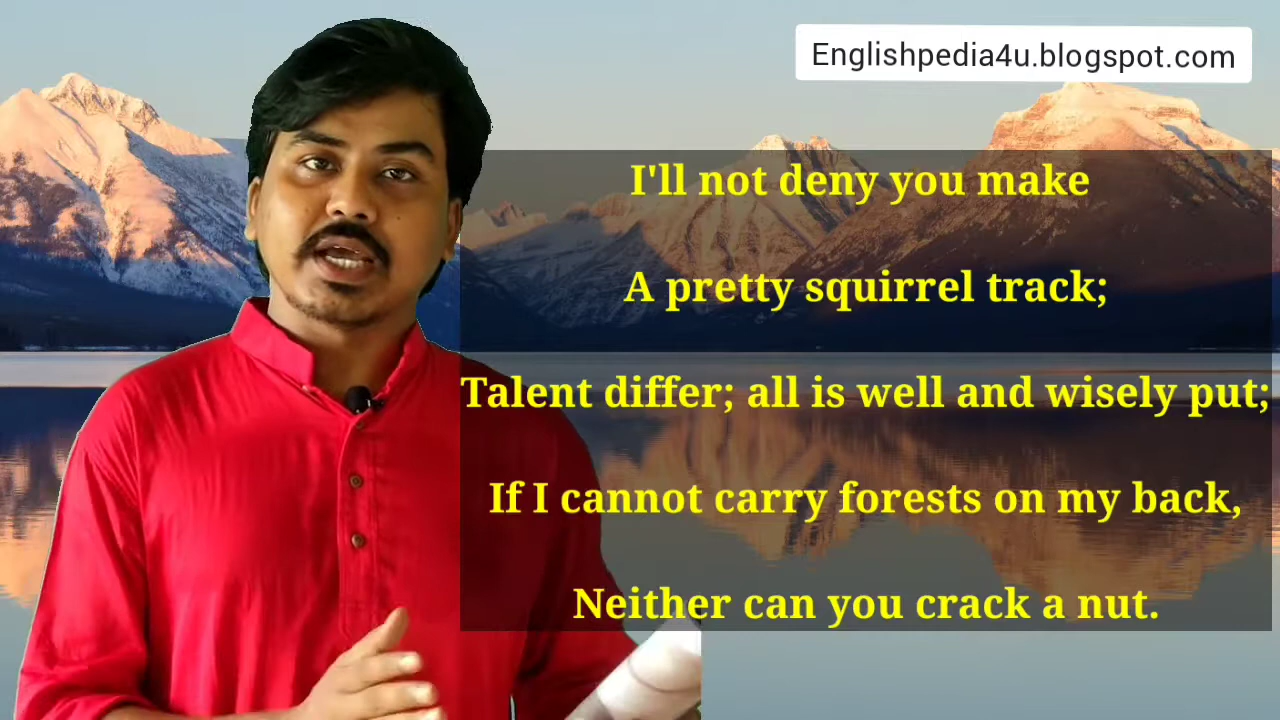 Englishpedia4u.blogspot.com
I'll not deny you make
A pretty squirrel track;
Talent differ; all is well and wisely put;
If I cannot carry forests on my back,
Neither can you crack a nut.